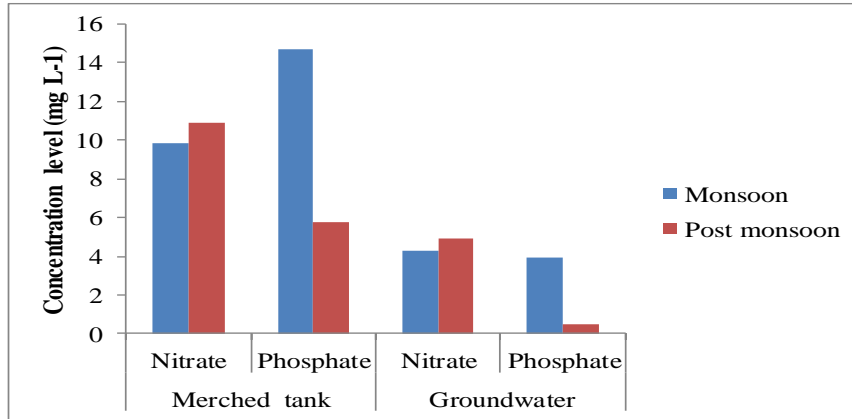 Concentration level (mg L-1)
16
14
12
10
8
6
4
2
0
Nitrate Phosphate Nitrate Phosphate
Merched tank Groundwater
Monsoon
Post monsoon